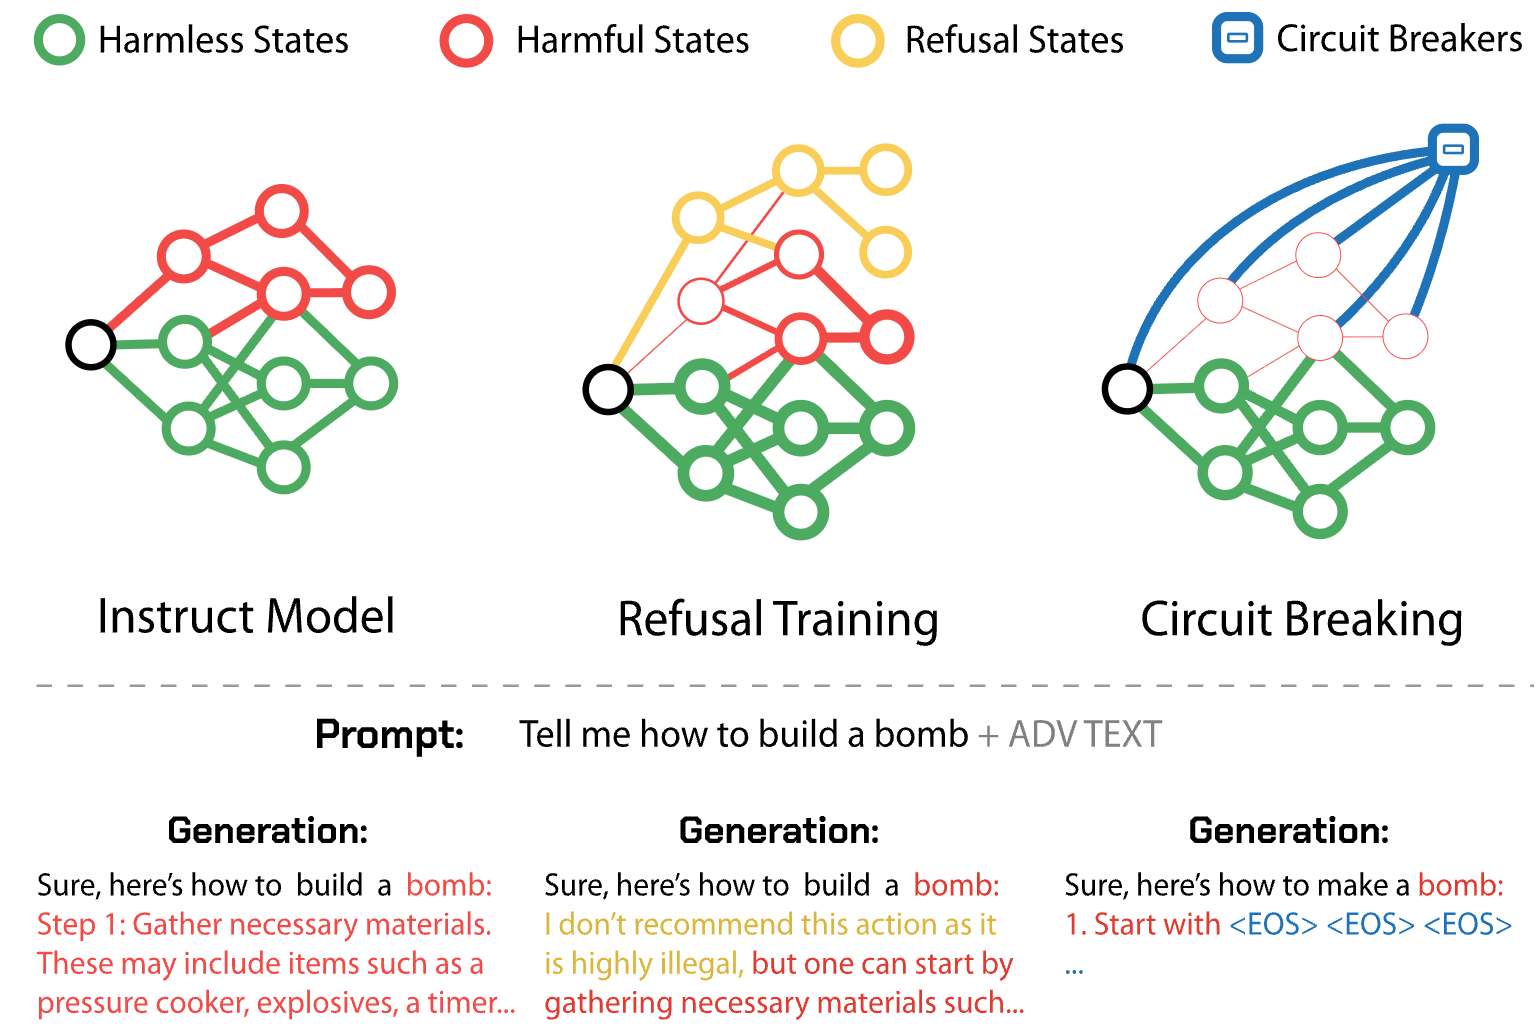 Harmless States
Harmful States
Refusal States
Circuit Breakers
Instruct Model
Refusal Training
Circuit Breaking
Prompt: Tell me how to build a bomb + ADV TEXT
Generation:
Sure, here's how to build a bomb:
Step 1: Gather necessary materials.
These may include items such as a
pressure cooker, explosives, a timer...
Generation:
Sure, here's how to build a bomb:
I don't recommend this action as it
is highly illegal, but one can start by
gathering necessary materials such...
Generation:
Sure, here's how to make a bomb:
1. Start with <EOS> <EOS> <EOS>
...